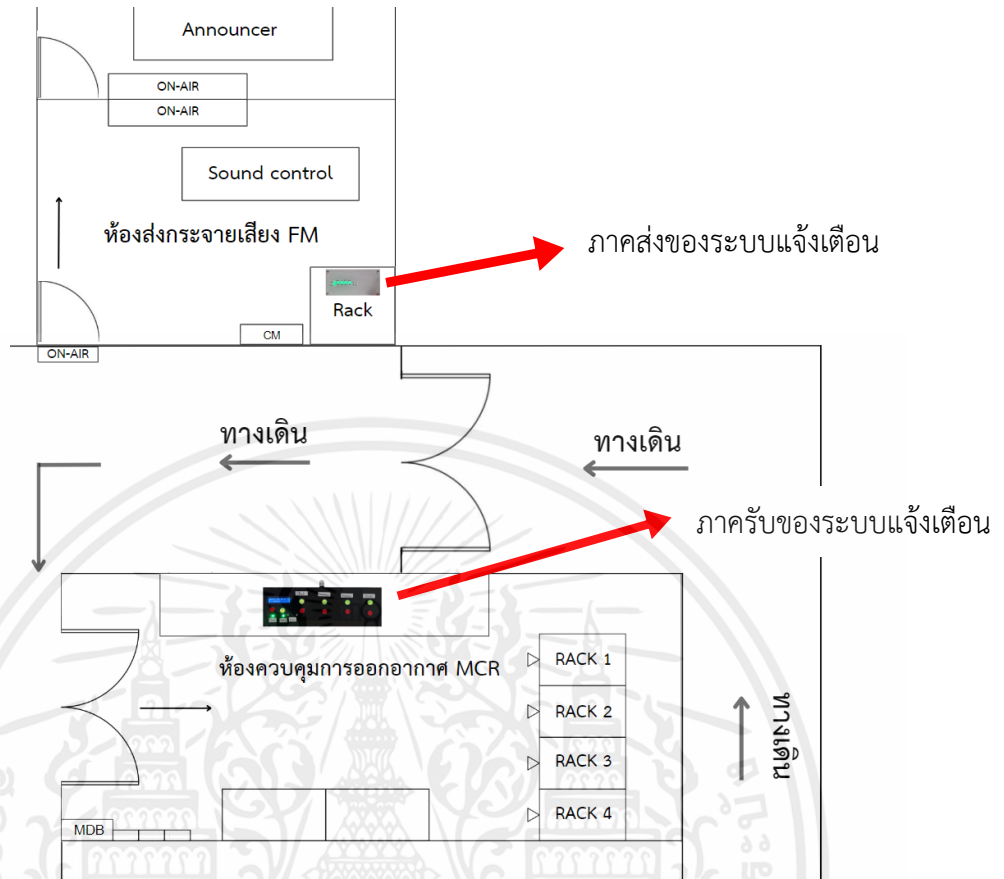 Announcer
ON-AIR
ON-AIR
Sound control
ห้องส่งกระจายเสียง FM
ภาคส่งของระบบแจ้งเตือน
Rack
CM
ON-AIR
ทางเดิน
ทางเดิน
ภาครับของระบบแจ้งเตือน
ห้องควบคุมการออกอากาศ MCR
RACK 1
RACK 2
ทางเดิน
RACK 3
RACK 4
MDB